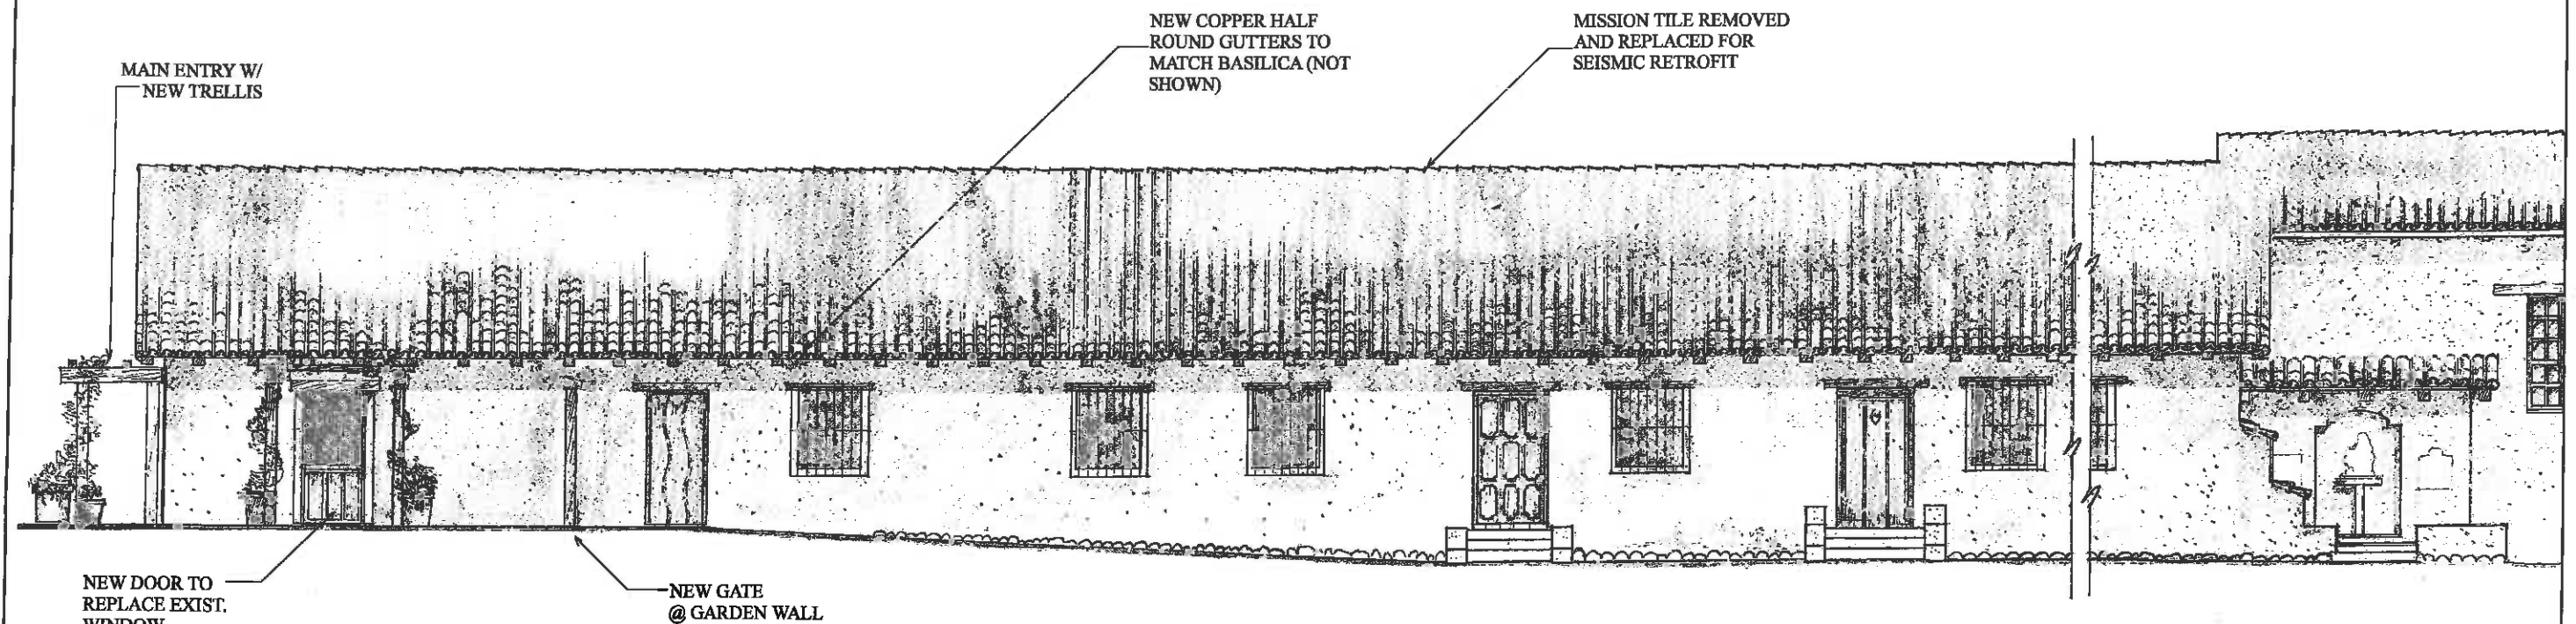 NEW COPPER HALF
ROUND GUTTERS TO
MATCH BASILICA (NOT
SHOWN)
MISSION TILE REMOVED
AND REPLACED FOR
SEISMIC RETROFIT
MAIN ENTRY W/
NEW TRELLIS
NEW DOOR TO
REPLACE EXIST.
WINDOW
NEW GATE
@ GARDEN WALL